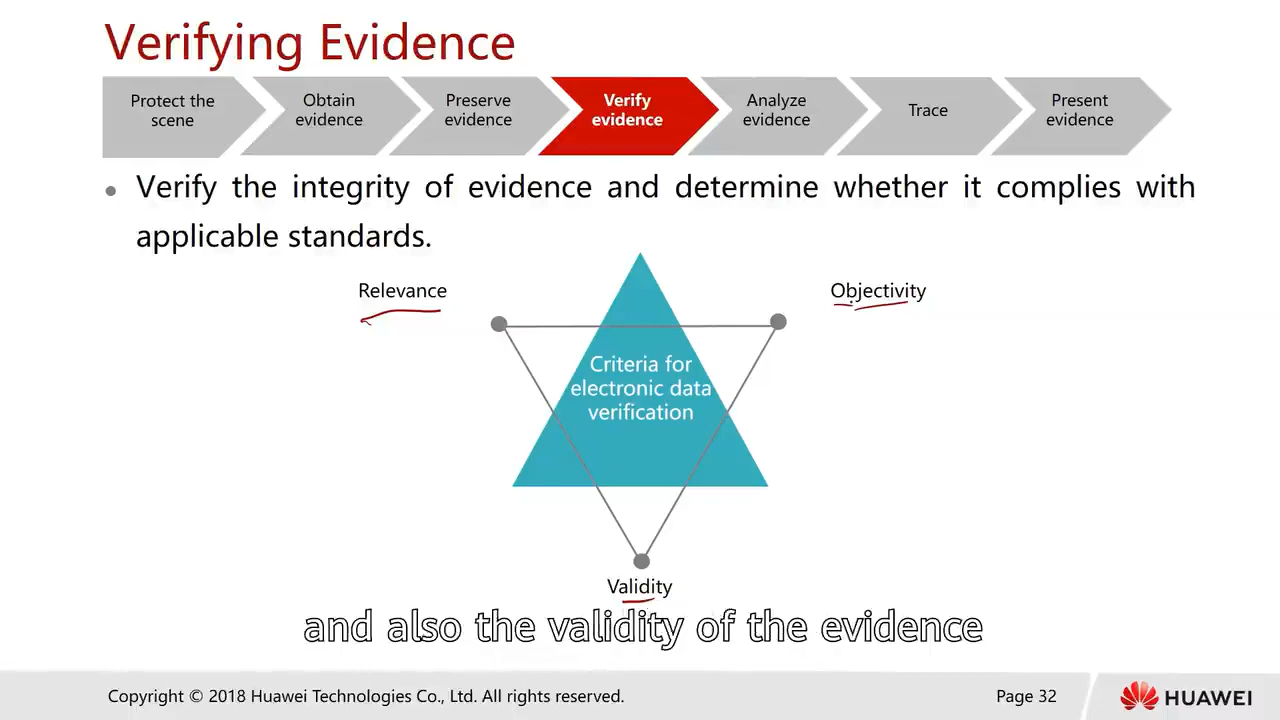 Verifying Evidence
Protect the
scene
Obtain
evidence
Preserve
evidence
Verify
evidence
Analyze
evidence
Trace
Present
evidence
• Verify the integrity of evidence and determine whether it complies with
applicable standards.
Relevance
Objectivity
Criteria for
electronic data
verification
Validity
and also the validity of the evidence
Copyright © 2018 Huawei Technologies Co., Ltd. All rights reserved.
Page 32
HUAWEI